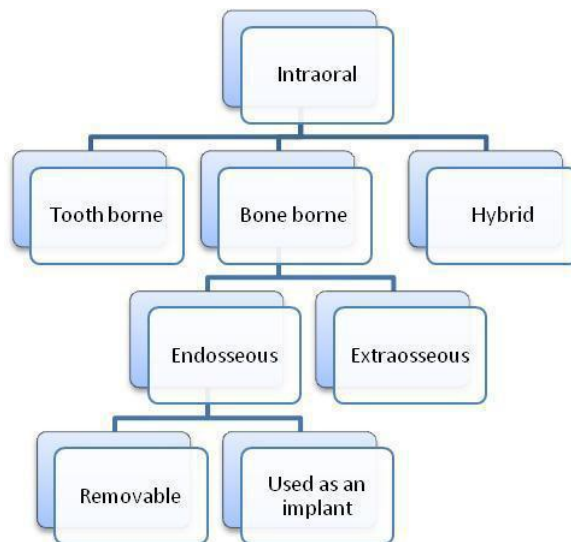 Intraoral
Tooth borne
Bone borne
Hybrid
Endosseous
Extraosseous
Removable
Used as an
implant